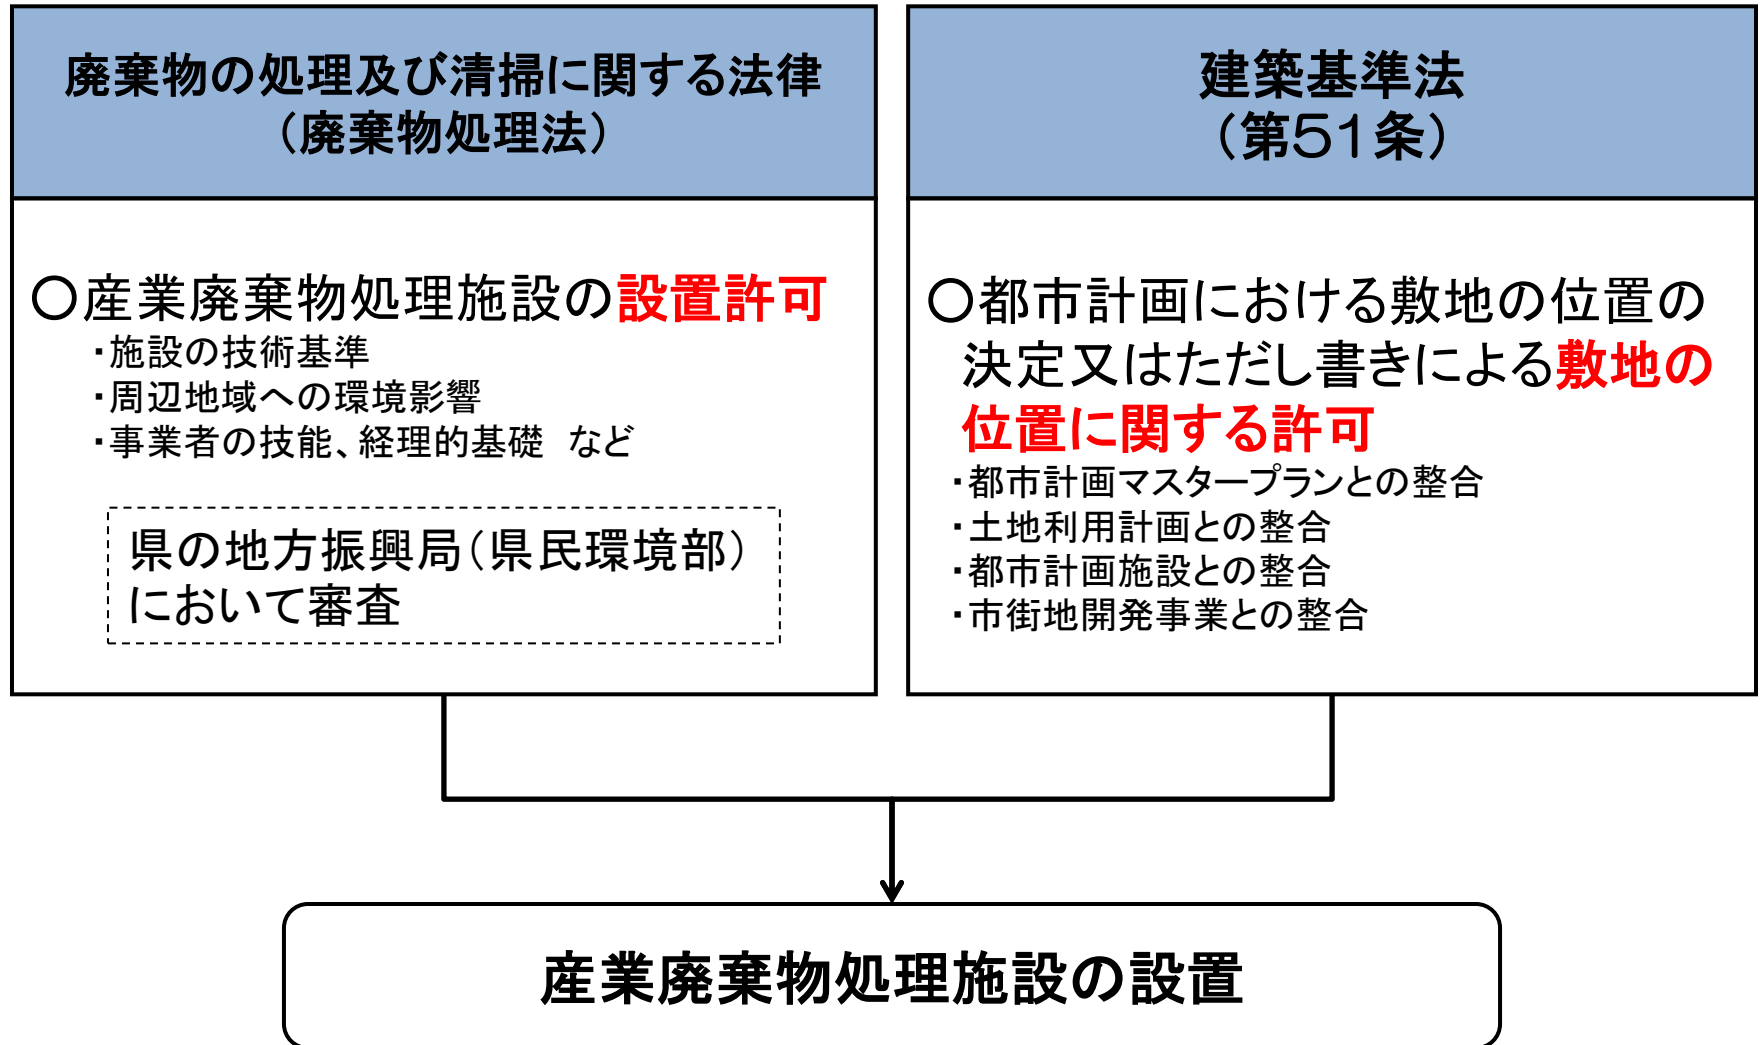 廃棄物の処理及び清掃に関する法律
（廃棄物処理法）
○産業廃棄物処理施設の設置許可
・施設の技術基準
・周辺地域への環境影響
・事業者の技能、経理的基礎　など
県の地方振興局（県民環境部）
において審査
建築基準法
（第51条）
○都市計画における敷地の位置の
決定又はただし書きによる敷地の
位置に関する許可
・都市計画マスタープランとの整合
・土地利用計画との整合
・都市計画施設との整合
・市街地開発事業との整合
産業廃棄物処理施設の設置